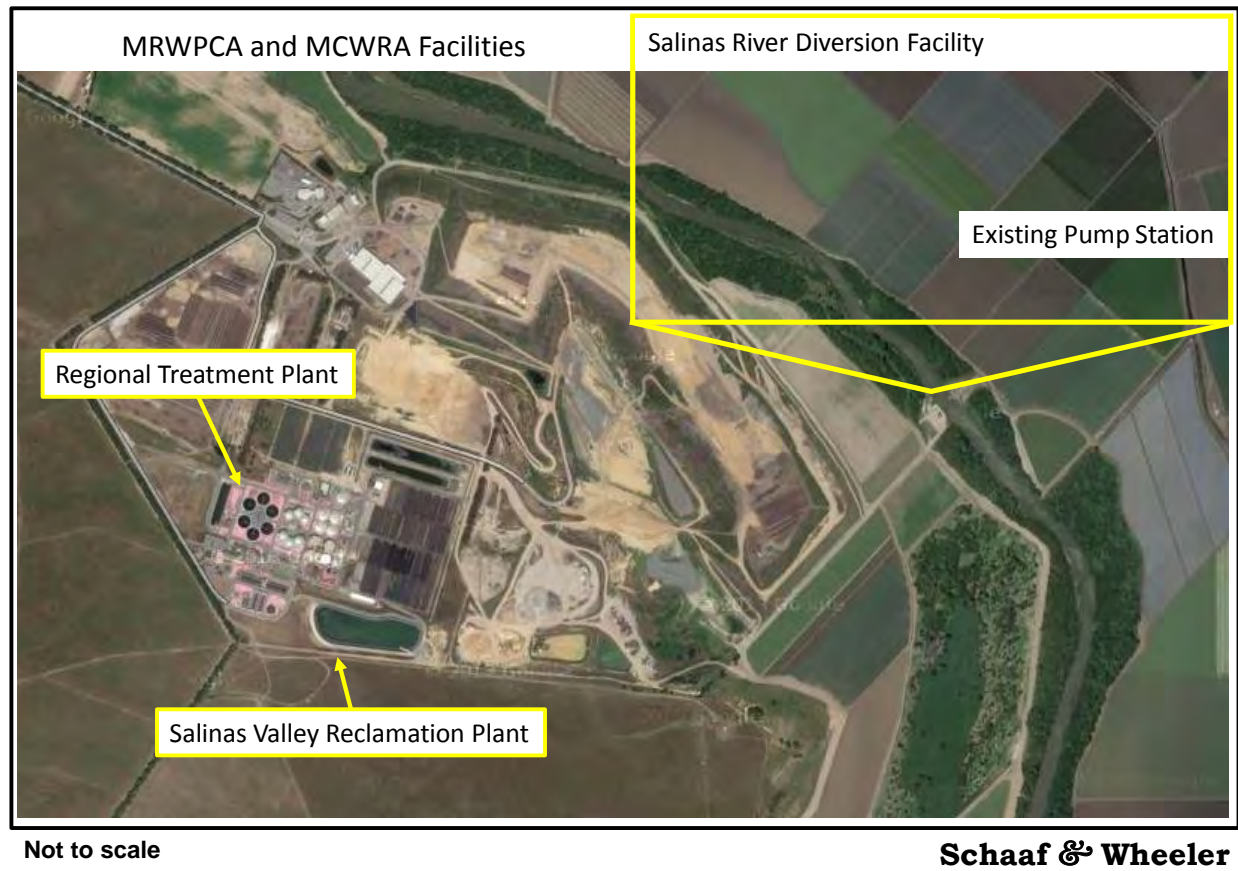 MRWPCA and MCWRA Facilities
Salinas River Diversion Facility
Existing Pump Station
Regional Treatment Plant
Salinas Valley Reclamation Plant
Not to scale
Schaaf & Wheeler